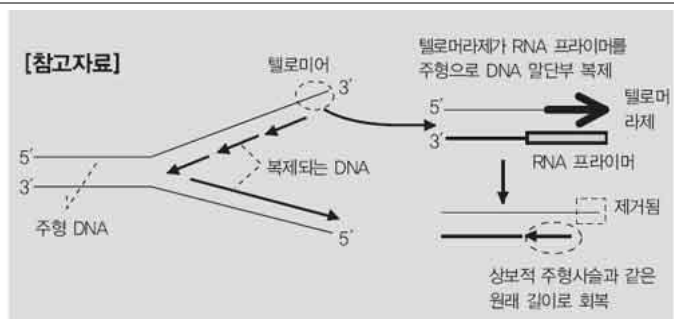 [참고자료]
텔로미어
3′
5′
3′
복제되는 DNA
주형 DNA
5′
텔로머라제가 RNA 프라이머를
주형으로 DNA 말단부 복제
5′
텔로머
라제
3′
RNA 프라이머
제거됨
상보적 주형사슬과 같은
원래 길이로 회복